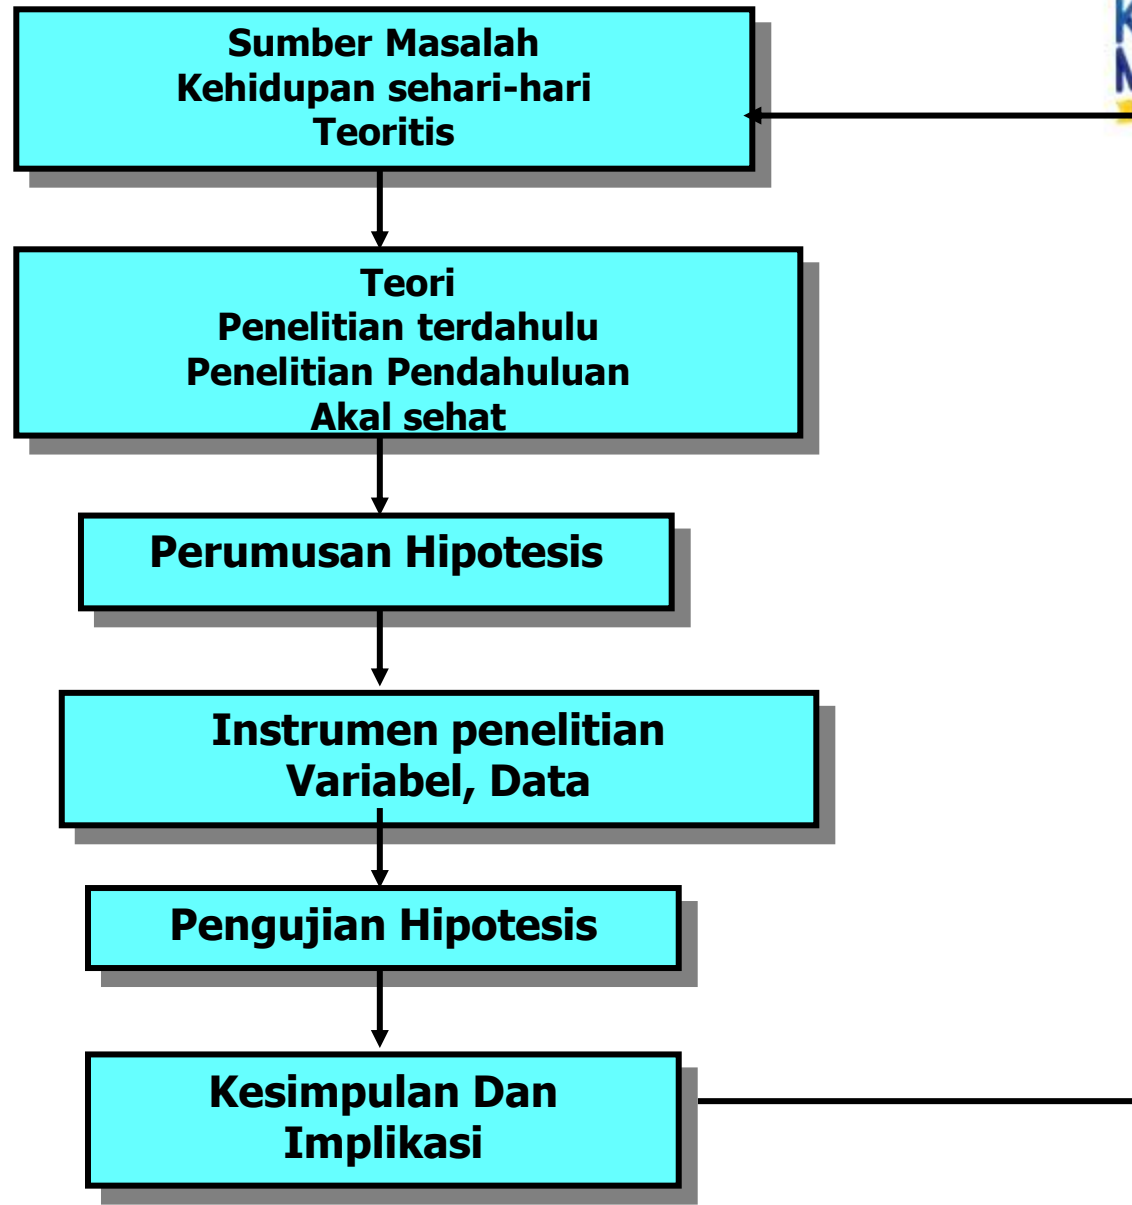 Sumber Masalah
Kehidupan sehari-hari
Teoritis
Teori
Penelitian terdahulu
Penelitian Pendahuluan
Akal sehat
Perumusan Hipotesis
Instrumen penelitian
Variabel, Data
Pengujian Hipotesis
Kesimpulan Dan
Implikasi